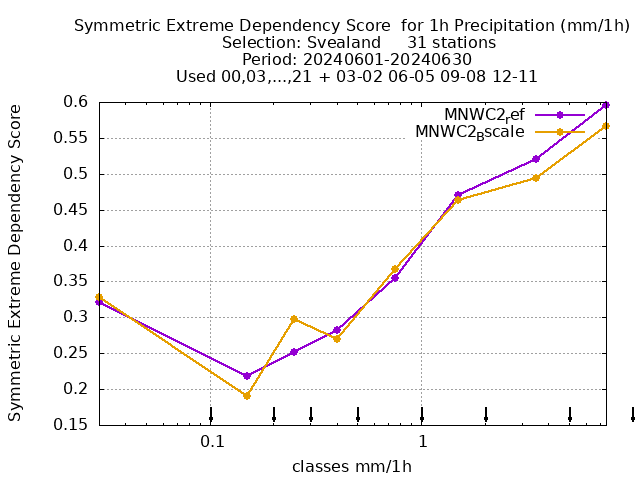 Symmetric Extreme Dependency Score  for 1h Precipitation (mm/1h)
Selection: Svealand     31 stations
Period: 20240601-20240630
Used 00,03,...,21 + 03-02 06-05 09-08 12-11
Symmetric Extreme Dependency Score
0.6
0.55
0.5
0.45
0.4
0.35
0.3
0.25
0.2
0.15
MNWC2ref
MNWC2Bscale
0.1
1
classes mm/1h